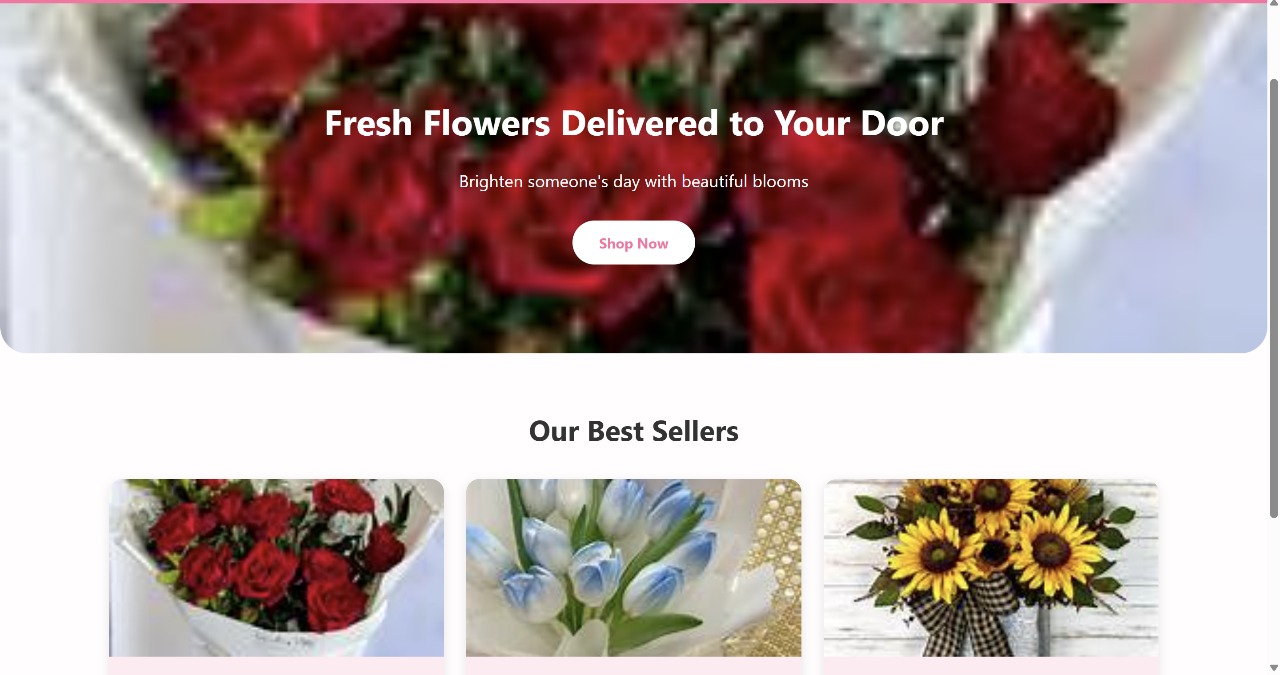 Fresh Flowers Delivered to Your Door
Brighten someone's day with beautiful blooms
Shop Now
Our Best Sellers